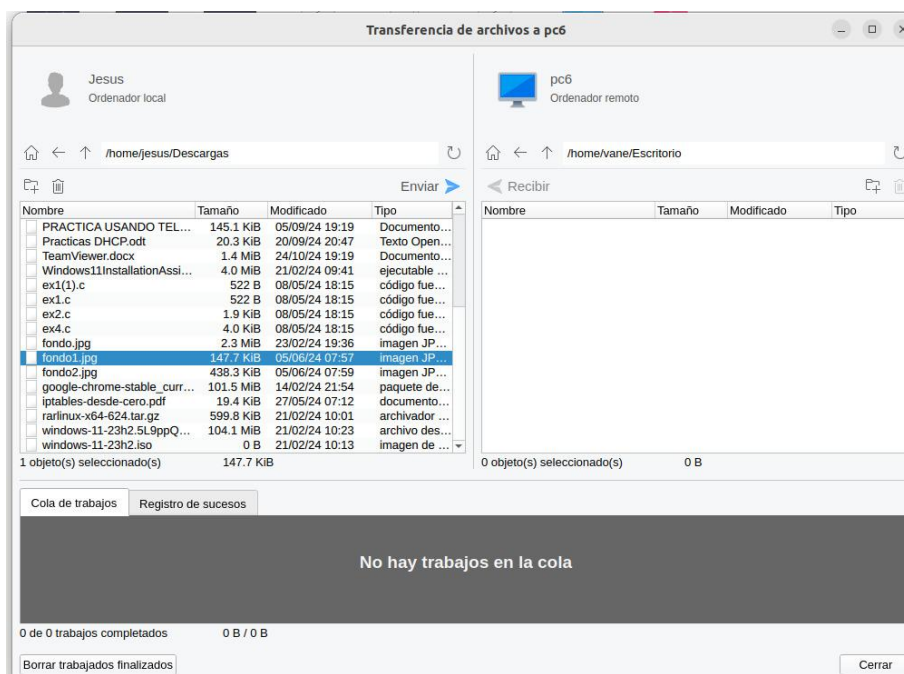 Transferencia de archivos a pc6
Jesus
Ordenador local
pc6
Ordenador remoto
/home/jesus/Descargas
/home/vane/Escritorio
Enviar
Recibir
Nombre Tamaño Modificado Tipo
Nombre Tamaño Modificado Tipo
PRACTICA USANDO TEL... 145.1 KiB 05/09/24 19:19 Documento...
Practicas DHCP.odt 20.3 KiB 20/09/24 20:47 Texto Open...
TeamViewer.docx 1.4 MiB 24/10/24 19:19 Documento...
Windows11InstallationAssi... 4.0 MiB 21/02/24 09:41 ejecutable ...
ex1(1).c 522 B 08/05/24 18:15 código fue...
ex1.c 522 B 08/05/24 18:15 código fue...
ex2.c 1.9 KiB 08/05/24 18:15 código fue...
ex4.c 4.0 KiB 08/05/24 18:15 código fue...
fondo.jpg 2.3 MiB 23/02/24 19:36 imagen JP...
fondo1.jpg 147.7 KiB 05/06/24 07:57 imagen JP...
fondo2.jpg 438.3 KiB 05/06/24 07:59 imagen JP...
google-chrome-stable_curr... 101.5 MiB 14/02/24 21:54 paquete de...
iptables-desde-cero.pdf 19.4 KiB 27/05/24 07:12 documento...
rarlinux-x64-624.tar.gz 599.8 KiB 21/02/24 10:01 archivador ...
windows-11-23h2.5L9ppQ... 104.1 MiB 21/02/24 10:23 archivo des...
windows-11-23h2.iso 0 B 21/02/24 10:13 imagen de ...
1 objeto(s) seleccionado(s) 147.7 KiB
0 objeto(s) seleccionado(s) 0 B
Cola de trabajos Registro de sucesos
No hay trabajos en la cola
0 de 0 trabajos completados 0 B / 0 B
Borrar trabajados finalizados
Cerrar